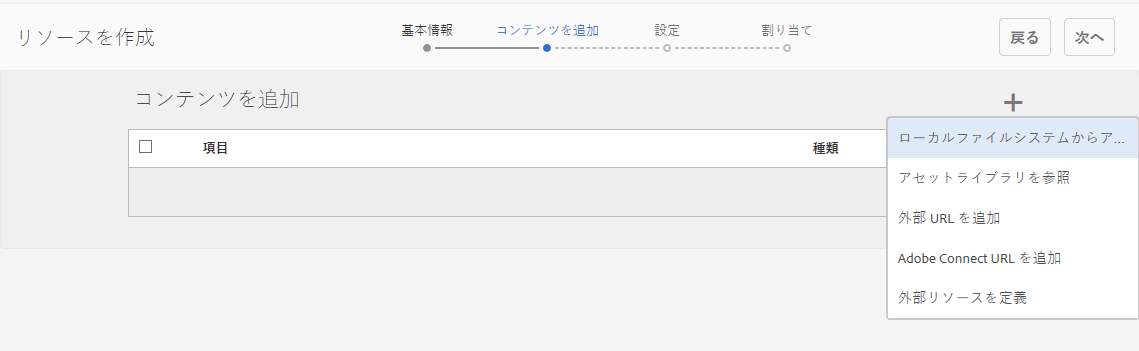 リソースを作成
基本情報
コンテンツを追加
設定
割り当て
戻る
次へ
コンテンツを追加
項目
種類
ローカルファイルシステムからア...
アセットライブラリを参照
外部 URL を追加
Adobe Connect URL を追加
外部リソースを定義